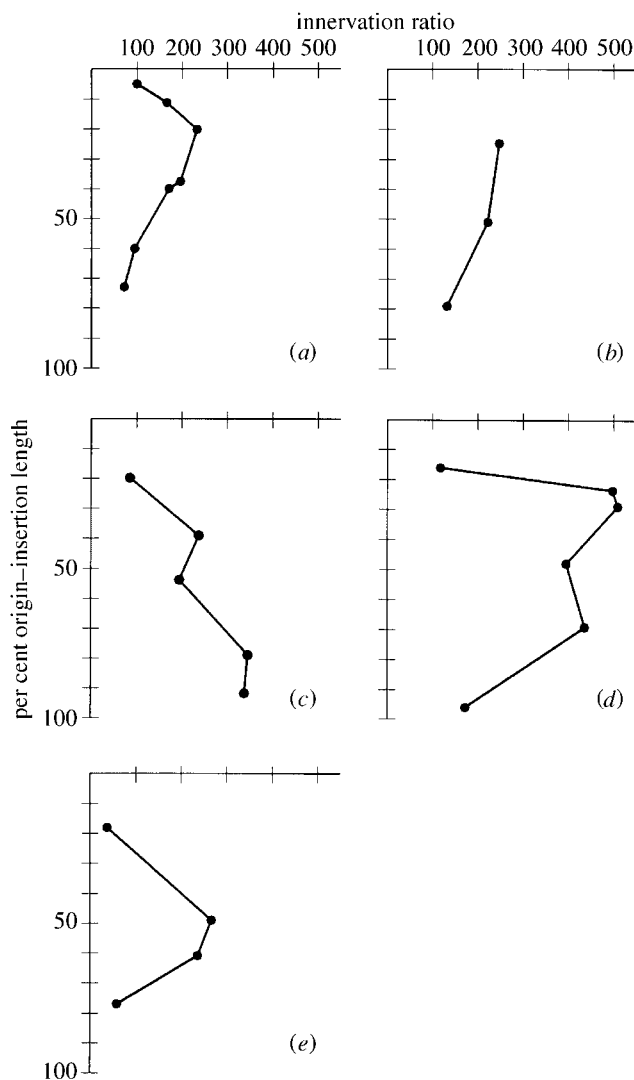 innervation ratio
100 200 300 400 500
100 200 300 400 500
50
100
(a)
(b)
per cent origin–insertion length
50
100
(c)
(d)
50
100
(e)